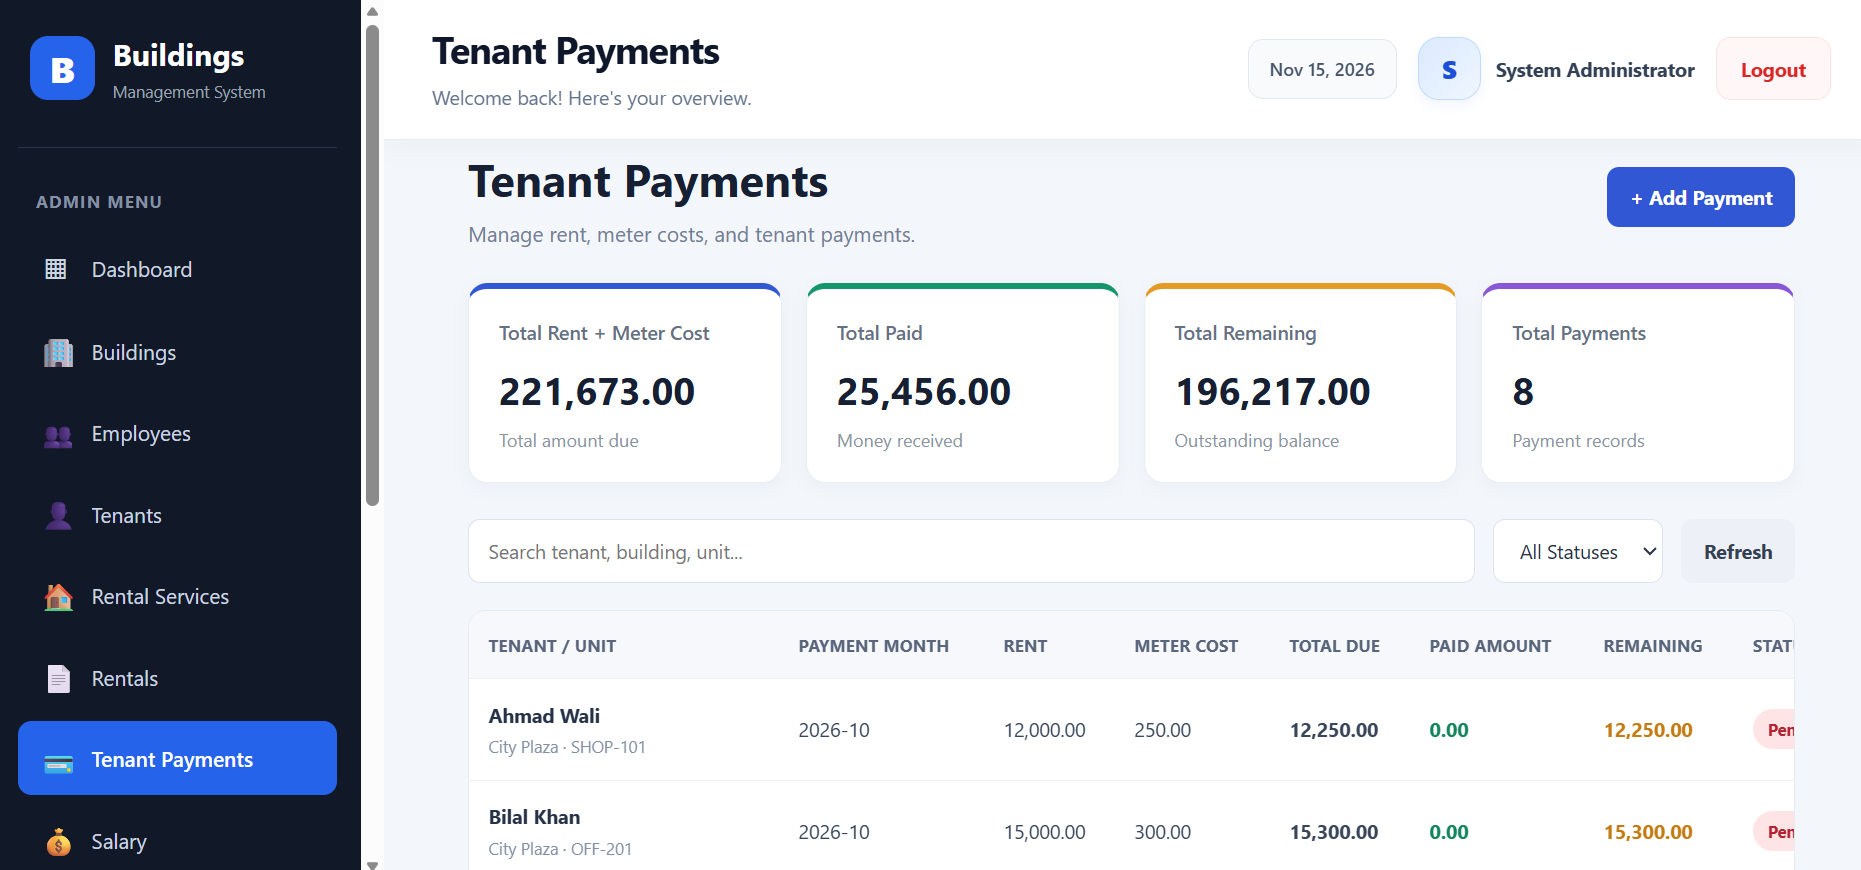 B
Buildings
Management System
ADMIN MENU
Dashboard
Buildings
Employees
Tenants
Rental Services
Rentals
Tenant Payments
Salary
Tenant Payments
Welcome back! Here's your overview.
Nov 15, 2026
S
System Administrator
Logout
Tenant Payments
Manage rent, meter costs, and tenant payments.
+ Add Payment
Total Rent + Meter Cost
221,673.00
Total amount due
Total Paid
25,456.00
Money received
Total Remaining
196,217.00
Outstanding balance
Total Payments
8
Payment records
Search tenant, building, unit...
All Statuses
Refresh
TENANT / UNIT PAYMENT MONTH RENT METER COST TOTAL DUE PAID AMOUNT REMAINING STAT
Ahmad Wali
City Plaza · SHOP-101
2026-10 12,000.00 250.00 12,250.00 0.00 12,250.00 Pen
Bilal Khan
City Plaza · OFF-201
2026-10 15,000.00 300.00 15,300.00 0.00 15,300.00 Pen